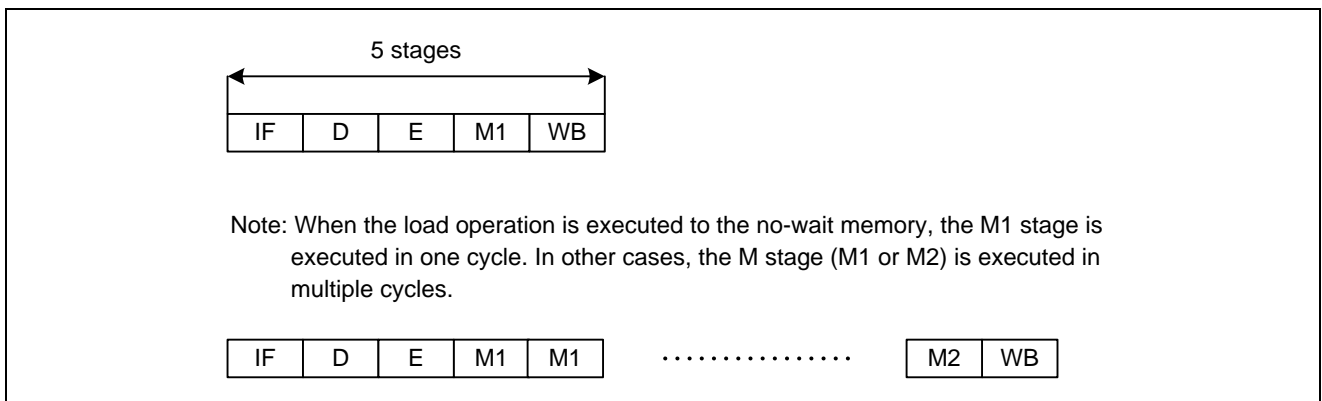 5 stages
IF D E M1 WB
Note: When the load operation is executed to the no-wait memory, the M1 stage is
executed in one cycle. In other cases, the M stage (M1 or M2) is executed in
multiple cycles.
IF D E M1 M1 ................ M2 WB